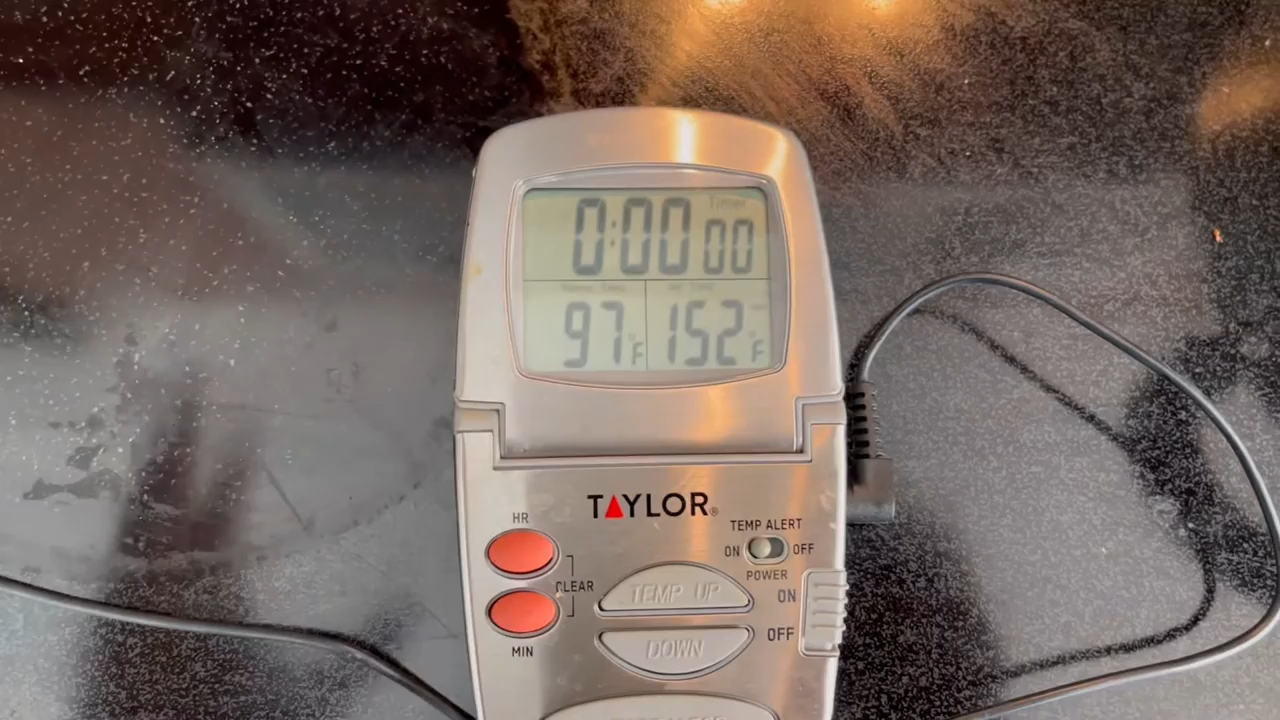 Timer
0:00 00
97°F 152°F
TAYLOR®
HR
TEMP ALERT
ON OFF
CLEAR
POWER
TEMP UP
ON
MIN
DOWN
OFF